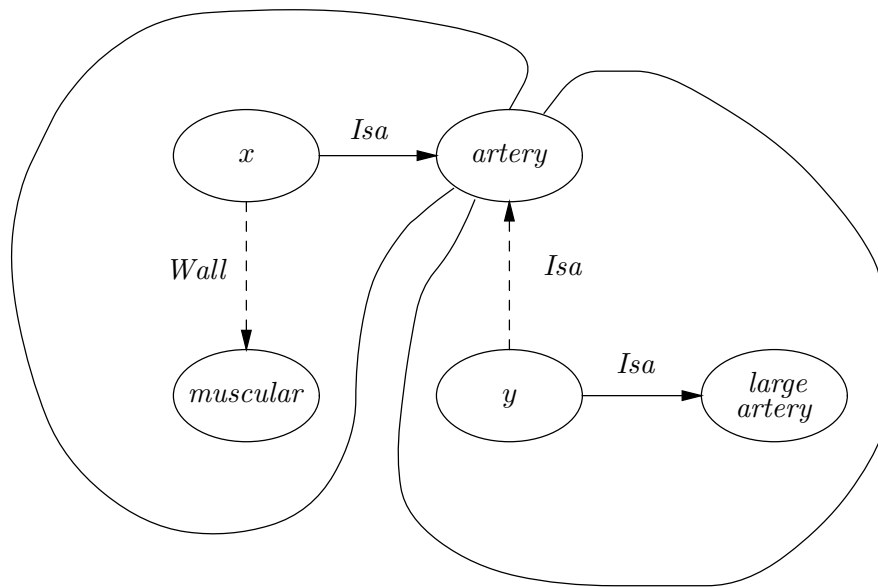 Isa
x
artery
Wall
Isa
muscular
y
Isa
large
artery